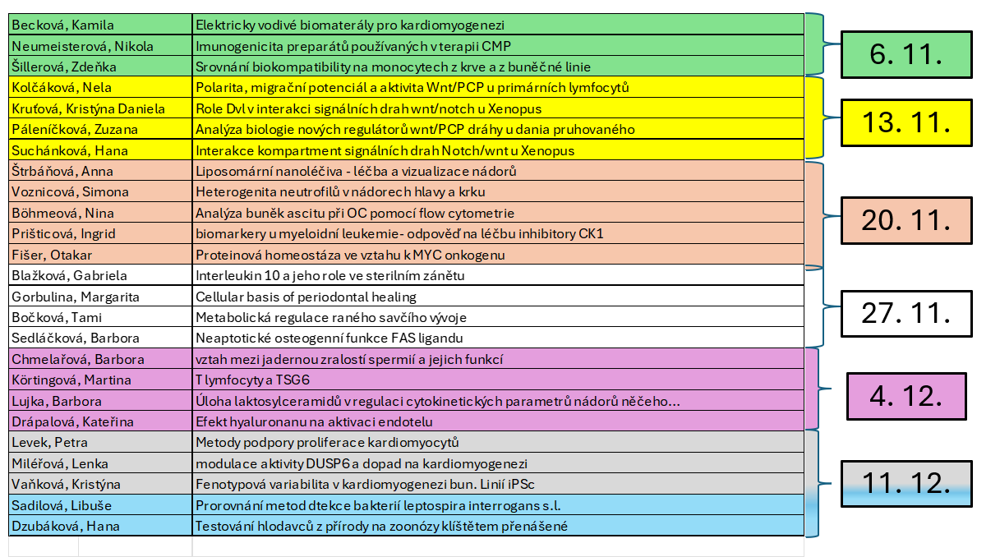 Becková, Kamila Elektricky vodivé biomaterály pro kardiomyogenezi
Neumeisterová, Nikola Imunogenicita preparátů používaných v terapii CMP
Šillerová, Zdeňka Srovnání biokompatibility na monocytech z krve a z buněčné linie
6. 11.
Kolčáková, Nela Polarita, migrační potenciál a aktivita Wnt/PCP u primárních lymfocytů
Kruťová, Kristýna Daniela Role Dvl v interakci signálních drah wnt/notch u Xenopus
Páleníčková, Zuzana Analýza biologie nových regulátorů wnt/PCP dráhy u dania pruhovaného
Suchánková, Hana Interakce kompartment signálních drah Notch/wnt u Xenopus
13. 11.
Štrbáňová, Anna Liposomární nanoléčiva - léčba a vizualizace nádorů
Voznicová, Simona Heterogenita neutrofilů v nádorech hlavy a krku
Böhmeová, Nina Analýza buněk ascitu při OC pomocí flow cytometrie
Prišticová, Ingrid biomarkery u myeloidní leukemie- odpověď na léčbu inhibitory CK1
Fišer, Otakar Proteinová homeostáza ve vztahu k MYC onkogenu
20. 11.
Blažková, Gabriela Interleukin 10 a jeho role ve sterilním zánětu
Gorbulina, Margarita Cellular basis of periodontal healing
Bočková, Tami Metabolická regulace raného savčího vývoje
Sedláčková, Barbora Neaptotické osteogenní funkce FAS ligandu
27. 11.
Chmelařová, Barbora vztah mezi jadernou zralostí spermií a jejich funkcí
Körtingová, Martina T lymfocyty a TSG6
Lujka, Barbora Úloha laktosylceramidů v regulaci cytokinetických parametrů nádorů něčeho...
Drápalová, Kateřina Efekt hyaluronanu na aktivaci endotelu
4. 12.
Levek, Petra Metody podpory proliferace kardiomyocytů
Miléřová, Lenka modulace aktivity DUSP6 a dopad na kardiomyogenezi
Vaňková, Kristýna Fenotypová variabilita v kardiomyogenezi bun. Linií iPSc
Sadilová, Libuše Prorovnání metod dtekce bakterií leptospira interrogans s.l.
Dzubáková, Hana Testování hlodavců z přírody na zoonózy klíštětem přenášené
11. 12.